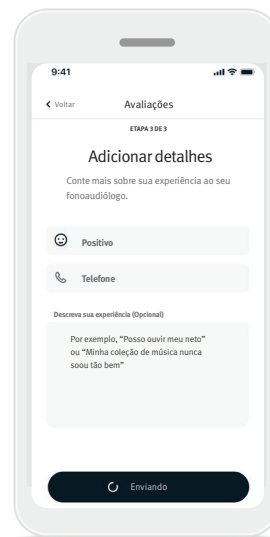 9:41
Voltar
Avaliações
ETAPA 3 DE 3
Adicionar detalhes
Conte mais sobre sua experiência ao seu
fonoaudiólogo.
Positivo
Telefone
Descreva sua experiência (Opcional)
Por exemplo, “Posso ouvir meu neto”
ou “Minha coleção de música nunca
soou tão bem”
Enviando